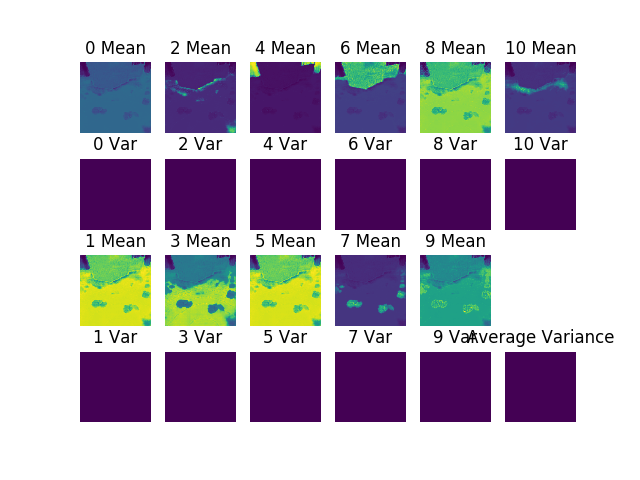 0 Mean 2 Mean 4 Mean 6 Mean 8 Mean 10 Mean
0 Var 2 Var 4 Var 6 Var 8 Var 10 Var
1 Mean 3 Mean 5 Mean 7 Mean 9 Mean
1 Var 3 Var 5 Var 7 Var 9 Var Average Variance